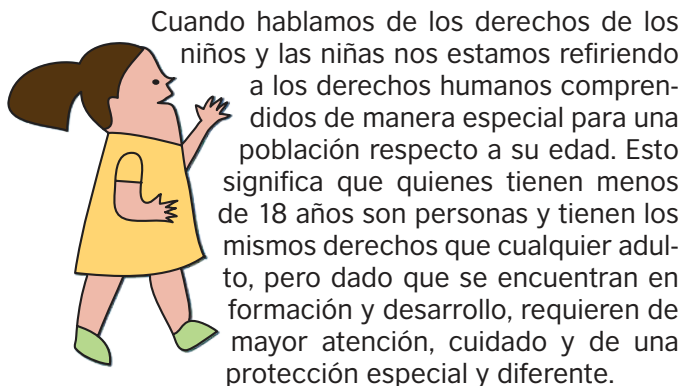 Cuando hablamos de los derechos de los
niños y las niñas nos estamos refiriendo
a los derechos humanos compren-
didos de manera especial para una
población respecto a su edad. Esto
significa que quienes tienen menos
de 18 años son personas y tienen los
mismos derechos que cualquier adul-
to, pero dado que se encuentran en
formación y desarrollo, requieren de
mayor atención, cuidado y de una
protección especial y diferente.